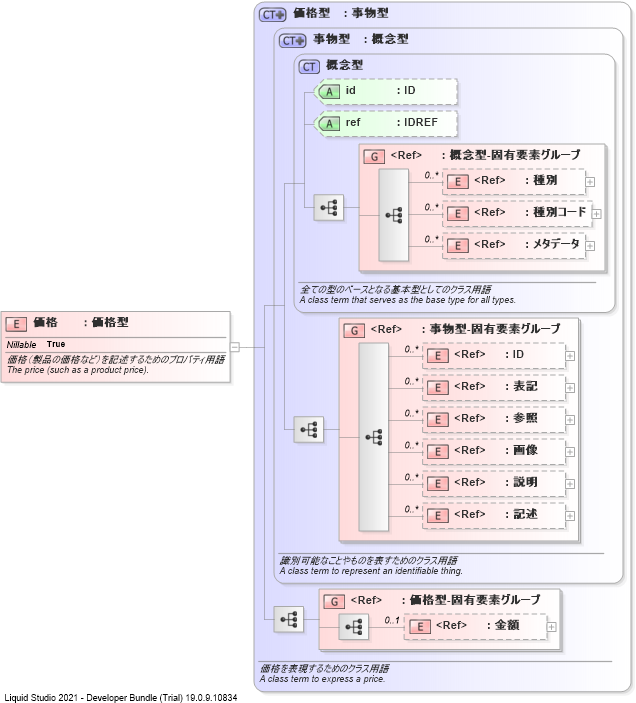 CT 価格型 : 事物型
CT 事物型 : 概念型
CT 概念型
A id : ID
A ref : IDREF
G <Ref> : 概念型-固有要素グループ
0..* E <Ref> : 種別
0..* E <Ref> : 種別コード
0..* E <Ref> : メタデータ
全ての型のベースとなる基本型としてのクラス用語
A class term that serves as the base type for all types.
E 価格 : 価格型
Nillable True
価格（製品の価格など）を記述するためのプロパティ用語
The price (such as a product price).
G <Ref> : 事物型-固有要素グループ
0..* E <Ref> : ID
0..* E <Ref> : 表記
0..* E <Ref> : 参照
0..* E <Ref> : 画像
0..* E <Ref> : 説明
0..* E <Ref> : 記述
識別可能なことやものを表すためのクラス用語
A class term to represent an identifiable thing.
G <Ref> : 価格型-固有要素グループ
0..1 E <Ref> : 金額
価格を表現するためのクラス用語
A class term to express a price.
Liquid Studio 2021 - Developer Bundle (Trial) 19.0.9.10834